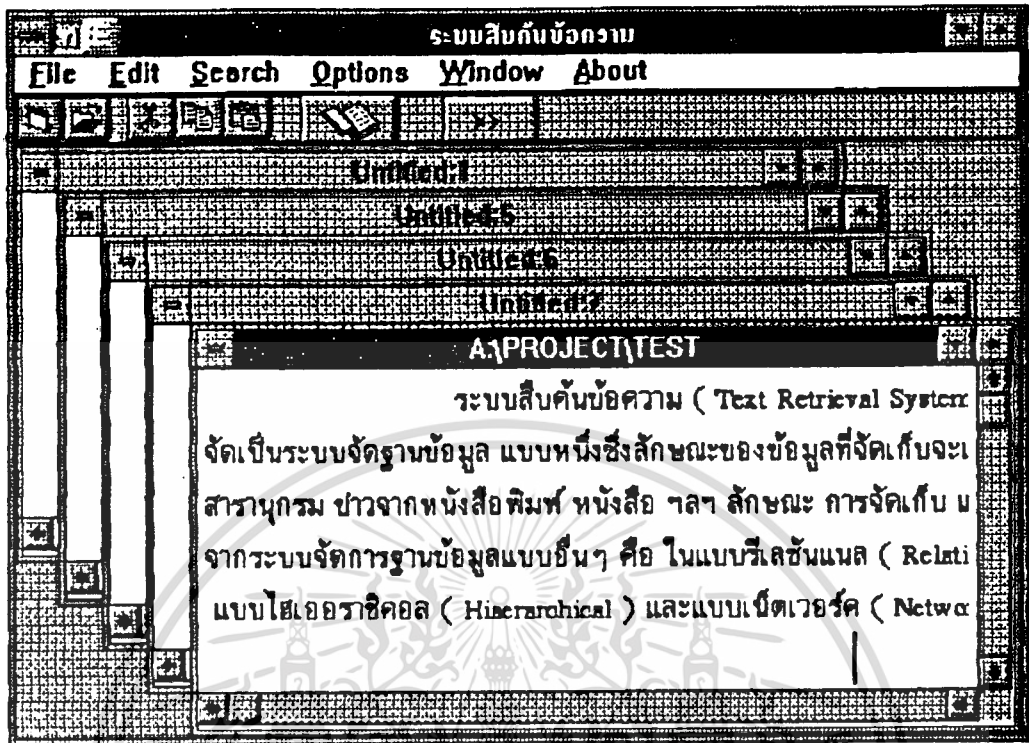 ระบบสืบค้นข้อความ
File Edit Search Options Window About
>>
Untitled:1
Untitled:5
Untitled:6
Untitled:7
A:\PROJECT\TEST
ระบบสืบค้นข้อความ ( Text Retrieval System
จัดเป็นระบบจัดฐานข้อมูล แบบหนึ่งซึ่งลักษณะของข้อมูลที่จัดเก็บจะเ
สารานุกรม ข่าวจากหนังสือพิมพ์ หนังสือ ฯลฯ ลักษณะ การจัดเก็บ แ
จากระบบจัดการฐานข้อมูลแบบอื่นๆ คือ ในแบบรีเลชันแนล ( Relati
แบบไฮเออราชิคอล ( Hiaerarchical ) และแบบเน็ตเวอร์ค ( Netwo